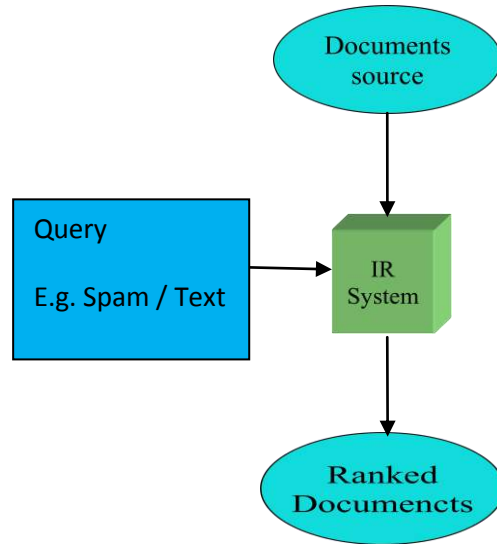 Documents
source
Query
E.g. Spam / Text
IR
System
Ranked
Documencts